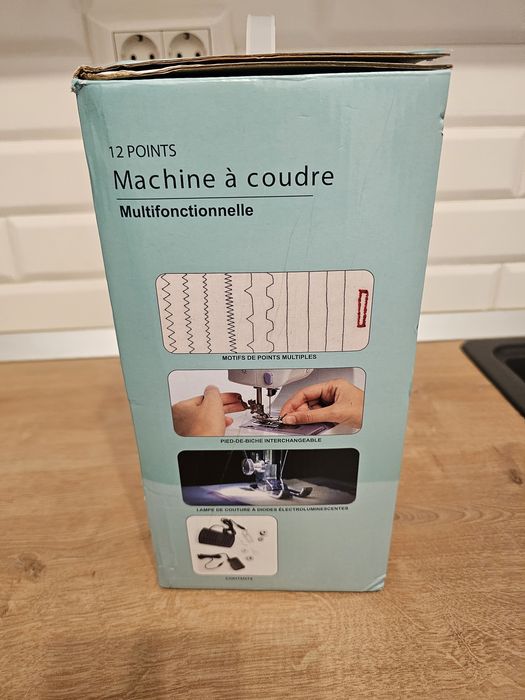 12 POINTS
Machine à coudre
Multifonctionnelle
MOTIFS DE POINTS MULTIPLES
PIED-DE-BICHE INTERCHANGEABLE
LAMPE DE COUTURE À DIODES ÉLECTROLUMINESCENTES